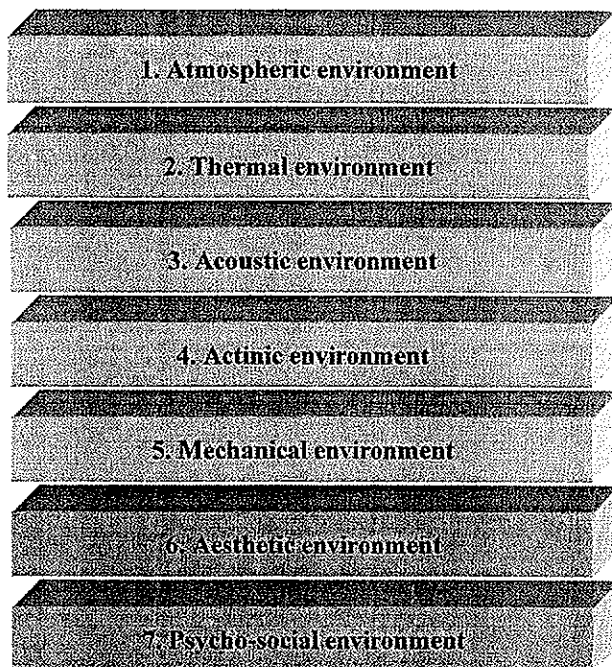 1. Atmospheric environment
2. Thermal environment
3. Acoustic environment
4. Actinic environment
5. Mechanical environment
6. Aesthetic environment
7. Psycho-social environment